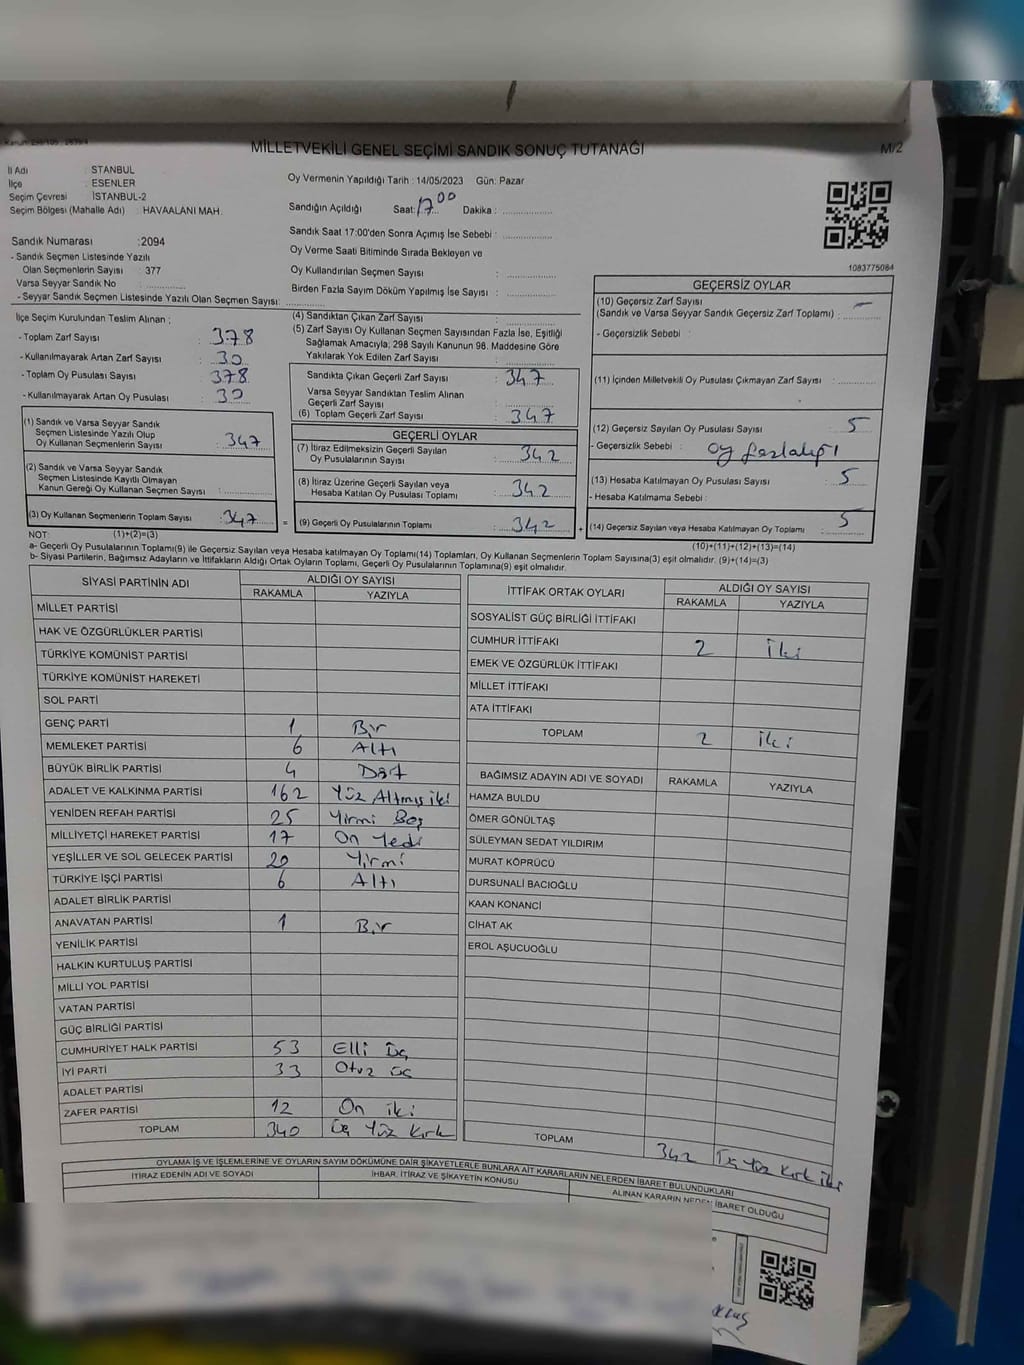 MİLLETVEKİLİ GENEL SEÇİMİ SANDIK SONUÇ TUTANAĞI
M/2
İl Adı : İSTANBUL
İlçe : ESENLER
Seçim Çevresi : İSTANBUL-2
Seçim Bölgesi (Mahalle Adı) : HAVAALANI MAH.
Sandık Numarası :2094
- Sandık Seçmen Listesinde Yazılı
Olan Seçmenlerin Sayısı : 377
Varsa Seyyar Sandık No :
- Seyyar Sandık Seçmen Listesinde Yazılı Olan Seçmen Sayısı:
Oy Vermenin Yapıldığı Tarih : 14/05/2023 Gün: Pazar
Sandığın Açıldığı Saat: 17.00 Dakika :
Sandık Saat 17:00'den Sonra Açılmış İse Sebebi :
Oy Verme Saati Bitiminde Sırada Bekleyen ve
Oy Kullandırılan Seçmen Sayısı :
Birden Fazla Sayım Döküm Yapılmış İse Sayısı :
1083775084
İlçe Seçim Kurulundan Teslim Alınan ;
- Toplam Zarf Sayısı : 378
- Kullanılmayarak Artan Zarf Sayısı : 30
- Toplam Oy Pusulası Sayısı : 378
- Kullanılmayarak Artan Oy Pusulası : 30
(1) Sandık ve Varsa Seyyar Sandık
Seçmen Listesinde Yazılı Olup
Oy Kullanan Seçmenlerin Sayısı : 347
(2) Sandık ve Varsa Seyyar Sandık
Seçmen Listesinde Kayıtlı Olmayan
Kanun Gereği Oy Kullanan Seçmen Sayısı :
(3) Oy Kullanan Seçmenlerin Toplam Sayısı : 347
(4) Sandıktan Çıkan Zarf Sayısı :
(5) Zarf Sayısı Oy Kullanan Seçmen Sayısından Fazla İse, Eşitliği
Sağlamak Amacıyla; 298 Sayılı Kanunun 98. Maddesine Göre
Yakılarak Yok Edilen Zarf Sayısı :
Sandıkta Çıkan Geçerli Zarf Sayısı : 347
Varsa Seyyar Sandıktan Teslim Alınan
Geçerli Zarf Sayısı :
(6) Toplam Geçerli Zarf Sayısı : 347
GEÇERLİ OYLAR
(7) İtiraz Edilmeksizin Geçerli Sayılan
Oy Pusulalarının Sayısı : 342
(8) İtiraz Üzerine Geçerli Sayılan veya
Hesaba Katılan Oy Pusulası Toplamı : 342
= (9) Geçerli Oy Pusulalarının Toplamı : 342
GEÇERSİZ OYLAR
(10) Geçersiz Zarf Sayısı
(Sandık ve Varsa Seyyar Sandık Geçersiz Zarf Toplamı) : -
- Geçersizlik Sebebi :
(11) İçinden Milletvekili Oy Pusulası Çıkmayan Zarf Sayısı :
(12) Geçersiz Sayılan Oy Pusulası Sayısı : 5
- Geçersizlik Sebebi : oy fazlalığı
(13) Hesaba Katılmayan Oy Pusulası Sayısı : 5
- Hesaba Katılmama Sebebi :
+ (14) Geçersiz Sayılan veya Hesaba Katılmayan Oy Toplamı : 5
NOT: (1)+(2)=(3)
(10)+(11)+(12)+(13)=(14)
a- Geçerli Oy Pusulalarının Toplamı(9) ile Geçersiz Sayılan veya Hesaba katılmayan Oy Toplamı(14) Toplamları, Oy Kullanan Seçmenlerin Toplam Sayısına(3) eşit olmalıdır. (9)+(14)=(3)
b- Siyasi Partilerin, Bağımsız Adayların ve İttifakların Aldığı Ortak Oyların Toplamı, Geçerli Oy Pusulalarının Toplamına(9) eşit olmalıdır.
SİYASİ PARTİNİN ADI ALDIĞI OY SAYISI
RAKAMLA YAZIYLA
MİLLET PARTİSİ
HAK VE ÖZGÜRLÜKLER PARTİSİ
TÜRKİYE KOMÜNİST PARTİSİ
TÜRKİYE KOMÜNİST HAREKETİ
SOL PARTİ
GENÇ PARTİ 1 Bir
MEMLEKET PARTİSİ 6 Altı
BÜYÜK BİRLİK PARTİSİ 4 Dört
ADALET VE KALKINMA PARTİSİ 162 Yüz Altmış iki
YENİDEN REFAH PARTİSİ 25 Yirmi Beş
MİLLİYETÇİ HAREKET PARTİSİ 17 On Yedi
YEŞİLLER VE SOL GELECEK PARTİSİ 20 Yirmi
TÜRKİYE İŞÇİ PARTİSİ 6 Altı
ADALET BİRLİK PARTİSİ
ANAVATAN PARTİSİ 1 Bir
YENİLİK PARTİSİ
HALKIN KURTULUŞ PARTİSİ
MİLLİ YOL PARTİSİ
VATAN PARTİSİ
GÜÇ BİRLİĞİ PARTİSİ
CUMHURİYET HALK PARTİSİ 53 Elli üç
İYİ PARTİ 33 Otuz üç
ADALET PARTİSİ
ZAFER PARTİSİ 12 On iki
TOPLAM 340 Üç Yüz Kırk
İTTİFAK ORTAK OYLARI ALDIĞI OY SAYISI
RAKAMLA YAZIYLA
SOSYALİST GÜÇ BİRLİĞİ İTTİFAKI
CUMHUR İTTİFAKI 2 İki
EMEK VE ÖZGÜRLÜK İTTİFAKI
MİLLET İTTİFAKI
ATA İTTİFAKI
TOPLAM 2 iki
BAĞIMSIZ ADAYIN ADI VE SOYADI RAKAMLA YAZIYLA
HAMZA BULDU
ÖMER GÖNÜLTAŞ
SÜLEYMAN SEDAT YILDIRIM
MURAT KÖPRÜCÜ
DURSUNALİ BACIOĞLU
KAAN KONANCİ
CİHAT AK
EROL AŞUCUOĞLU
TOPLAM 342 Üç Yüz Kırk iki
OYLAMA İŞ VE İŞLEMLERİNE VE OYLARIN SAYIM DÖKÜMÜNE DAİR ŞİKAYETLERLE BUNLARA AİT KARARLARIN NELERDEN İBARET BULUNDUKLARI
İTİRAZ EDENİN ADI VE SOYADI İHBAR, İTİRAZ VE ŞİKAYETİN KONUSU ALINAN KARARIN NEDEN İBARET OLDUĞU